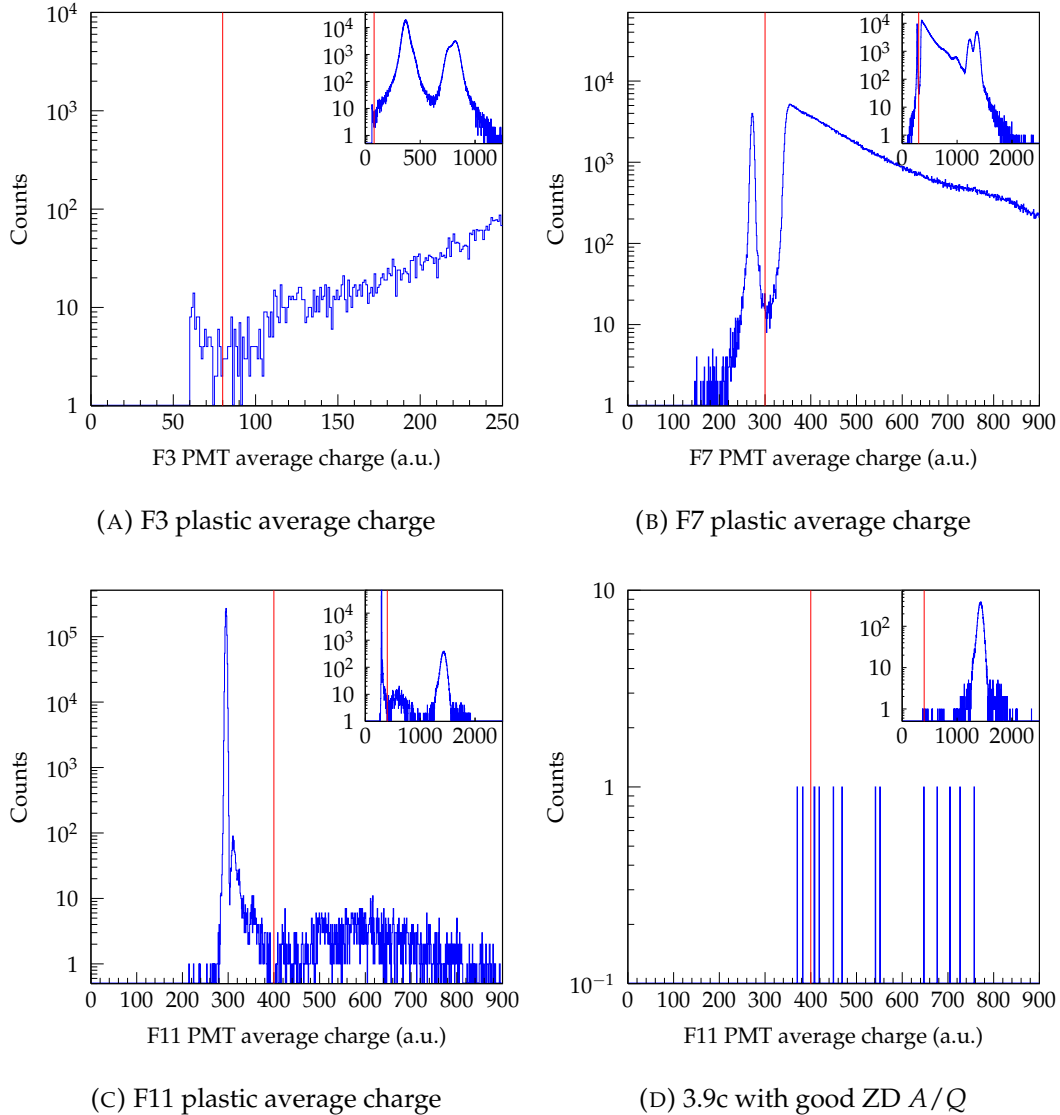 10^4
10^3
10^2
10
1
0 50 100 150 200 250
Counts
F3 PMT average charge (a.u.)
10^4
10^3
10^2
10
1
0 500 1000
(A) F3 plastic average charge
10^4
10^3
10^2
10
1
0 100 200 300 400 500 600 700 800 900
Counts
F7 PMT average charge (a.u.)
10^4
10^3
10^2
10
1
0 1000 2000
(B) F7 plastic average charge
10^5
10^4
10^3
10^2
10
1
0 100 200 300 400 500 600 700 800 900
Counts
F11 PMT average charge (a.u.)
10^4
10^3
10^2
10
1
0 1000 2000
(C) F11 plastic average charge
10
1
10^-1
0 100 200 300 400 500 600 700 800 900
Counts
F11 PMT average charge (a.u.)
10^2
10
1
0 1000 2000
(D) 3.9c with good ZD A/Q